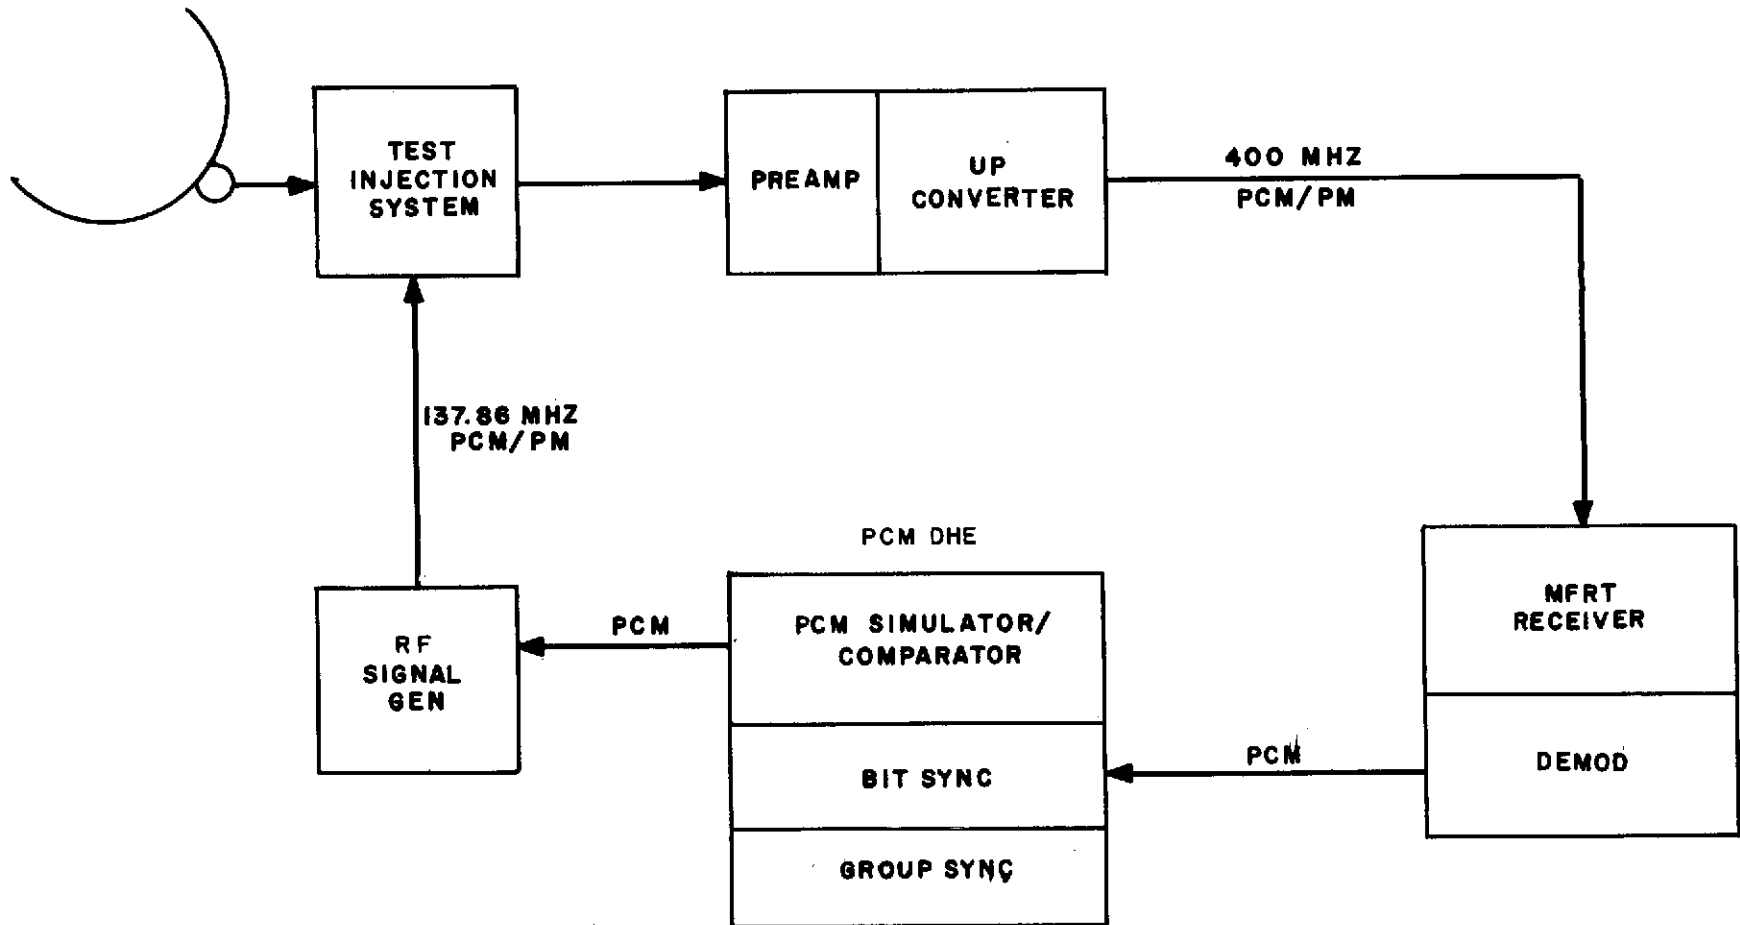 TEST
INJECTION
SYSTEM
PREAMP
UP
CONVERTER
400 MHZ
PCM/PM
137.86 MHZ
PCM/PM
PCM DHE
RF
SIGNAL
GEN
PCM
PCM SIMULATOR/
COMPARATOR
BIT SYNC
GROUP SYNC
PCM
MFRT
RECEIVER
DEMOD